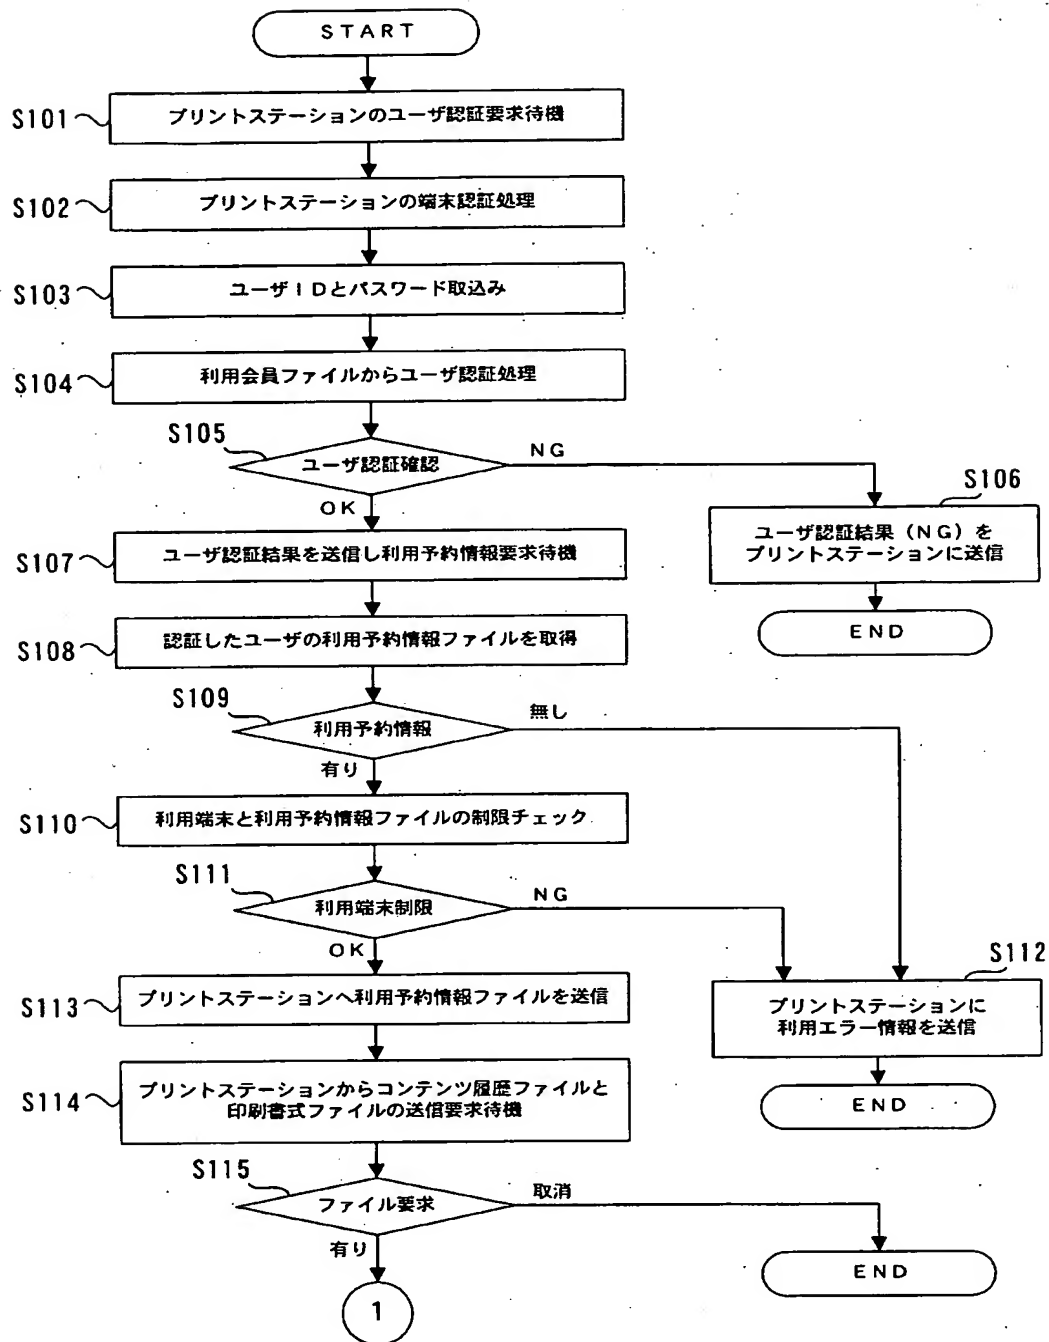 START
S101
プリントステーションのユーザ認証要求待機
S102
プリントステーションの端末認証処理
S103
ユーザIDとパスワード取込み
S104
利用会員ファイルからユーザ認証処理
S105
ユーザ認証確認
NG
OK
S106
ユーザ認証結果(NG)を
プリントステーションに送信
END
S107
ユーザ認証結果を送信し利用予約情報要求待機
S108
認証したユーザの利用予約情報ファイルを取得
S109
利用予約情報
無し
有り
S110
利用端末と利用予約情報ファイルの制限チェック
S111
利用端末制限
NG
OK
S112
プリントステーションに
利用エラー情報を送信
END
S113
プリントステーションへ利用予約情報ファイルを送信
S114
プリントステーションからコンテンツ履歴ファイルと
印刷書式ファイルの送信要求待機
S115
ファイル要求
取消
有り
END
1